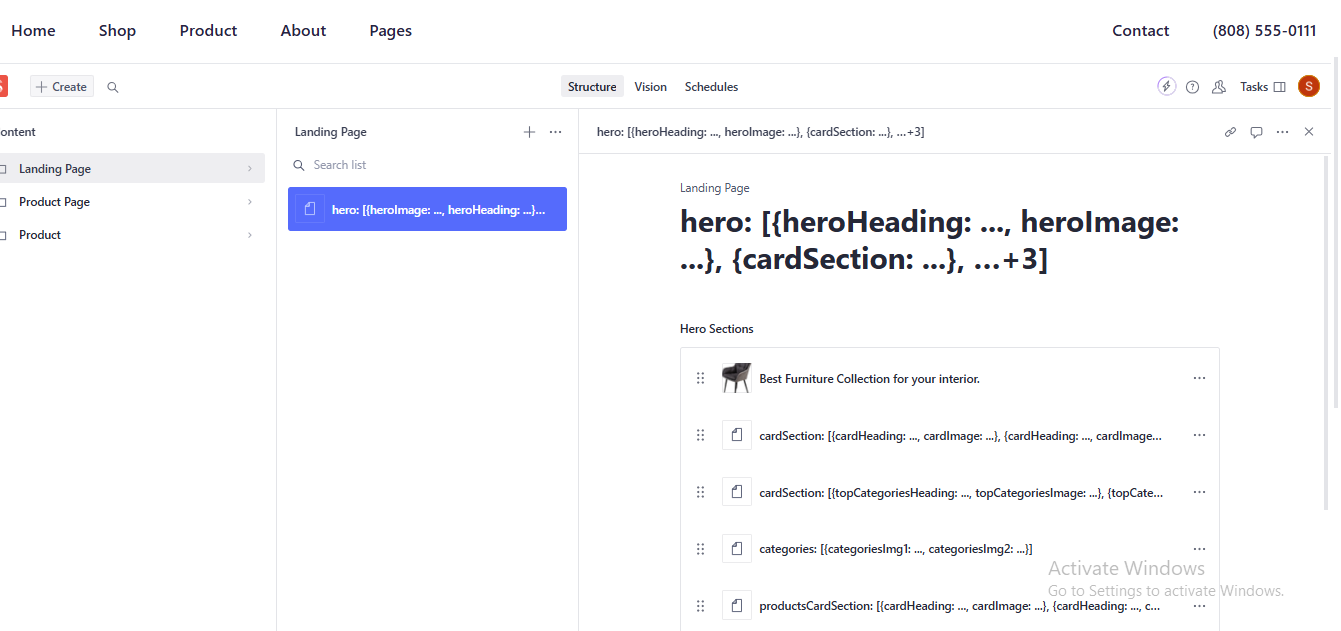 Home Shop Product About Pages Contact (808) 555-0111
S Create Structure Vision Schedules Tasks S
ontent
Landing Page
Product Page
Product
Landing Page
Search list
hero: [{heroImage: ..., heroHeading: ...}...
hero: [{heroHeading: ..., heroImage: ...}, {cardSection: ...}, ...+3]
Landing Page
hero: [{heroHeading: ..., heroImage:
...}, {cardSection: ...}, ...+3]
Hero Sections
Best Furniture Collection for your interior.
cardSection: [{cardHeading: ..., cardImage: ...}, {cardHeading: ..., cardImage...
cardSection: [{topCategoriesHeading: ..., topCategoriesImage: ...}, {topCate...
categories: [{categoriesImg1: ..., categoriesImg2: ...}]
productsCardSection: [{cardHeading: ..., cardImage: ...}, {cardHeading: ..., c...
Activate Windows
Go to Settings to activate Windows.